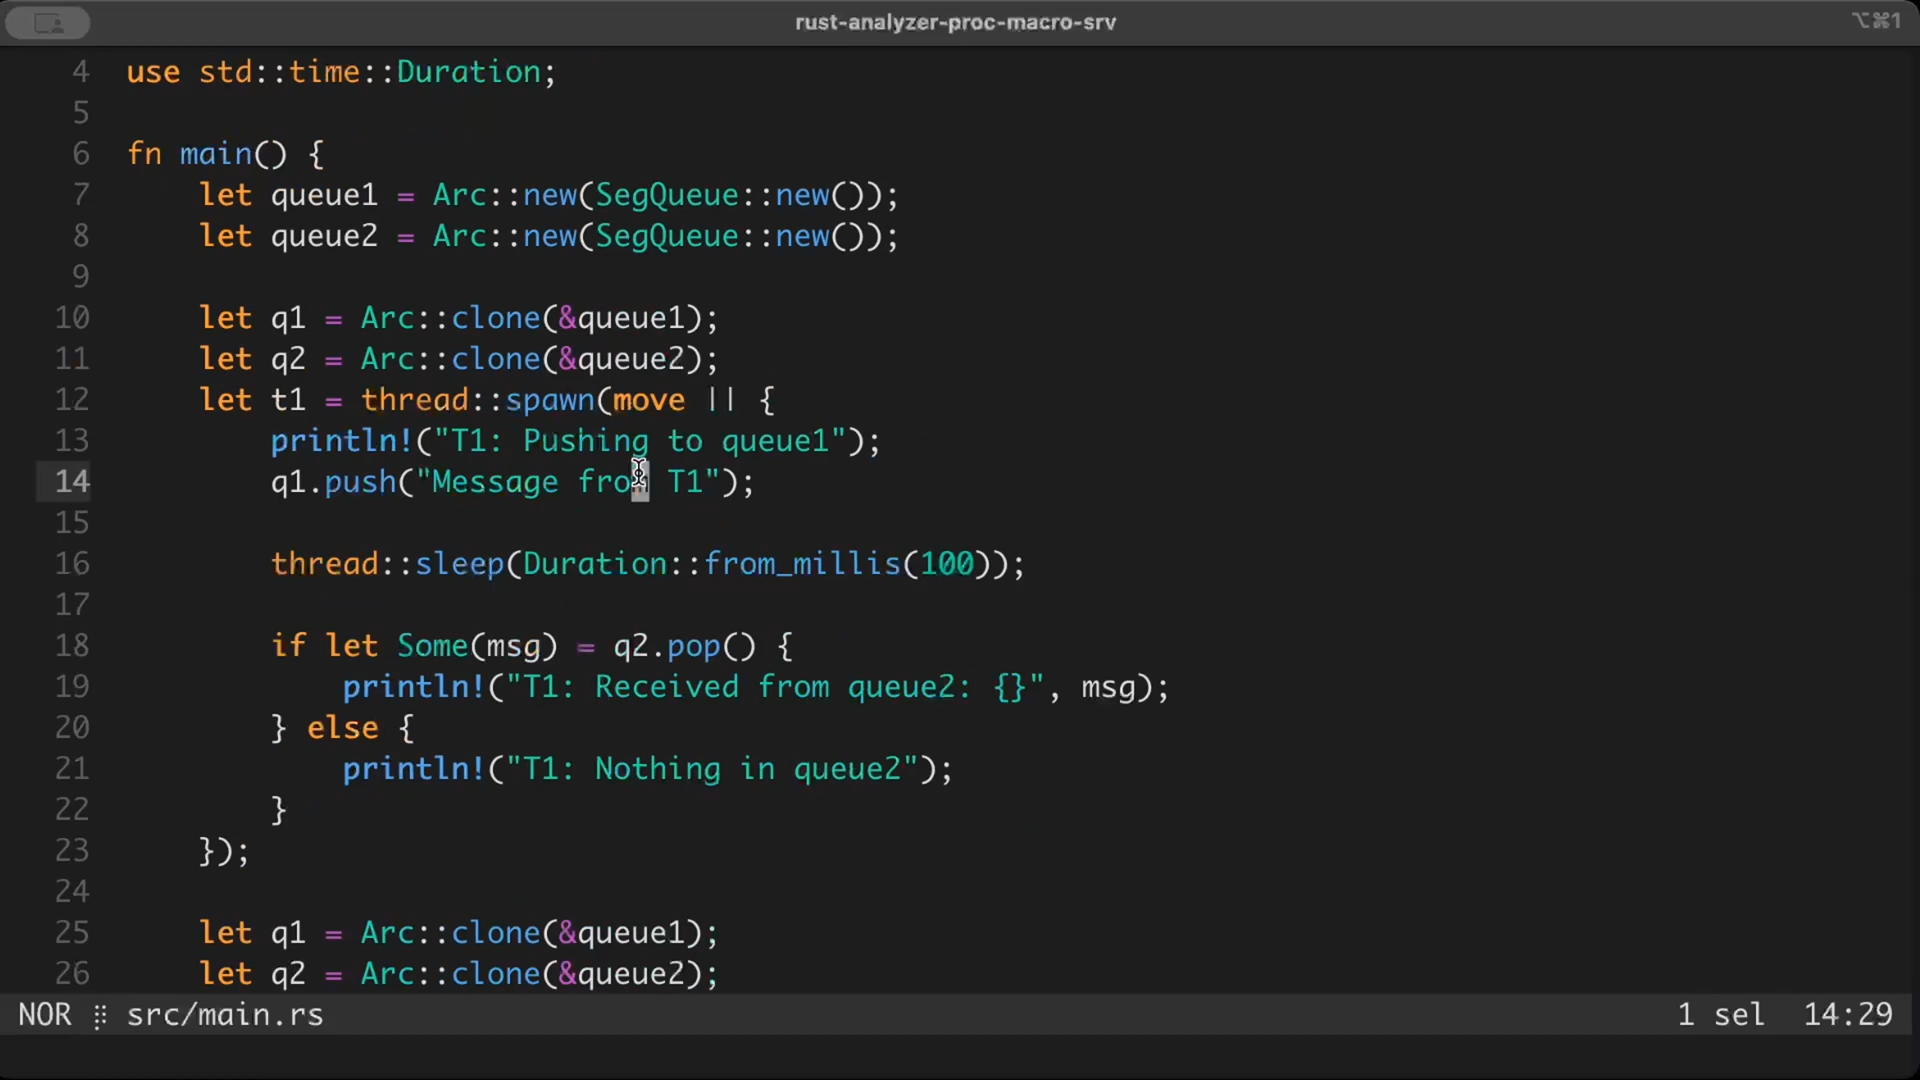 rust-analyzer-proc-macro-srv
⌥⌘1
4 use std::time::Duration;
5
6 fn main() {
7     let queue1 = Arc::new(SegQueue::new());
8     let queue2 = Arc::new(SegQueue::new());
9
10     let q1 = Arc::clone(&queue1);
11     let q2 = Arc::clone(&queue2);
12     let t1 = thread::spawn(move || {
13         println!("T1: Pushing to queue1");
14         q1.push("Message from T1");
15
16         thread::sleep(Duration::from_millis(100));
17
18         if let Some(msg) = q2.pop() {
19             println!("T1: Received from queue2: {}", msg);
20         } else {
21             println!("T1: Nothing in queue2");
22         }
23     });
24
25     let q1 = Arc::clone(&queue1);
26     let q2 = Arc::clone(&queue2);
NOR ⡿ src/main.rs 1 sel 14:29